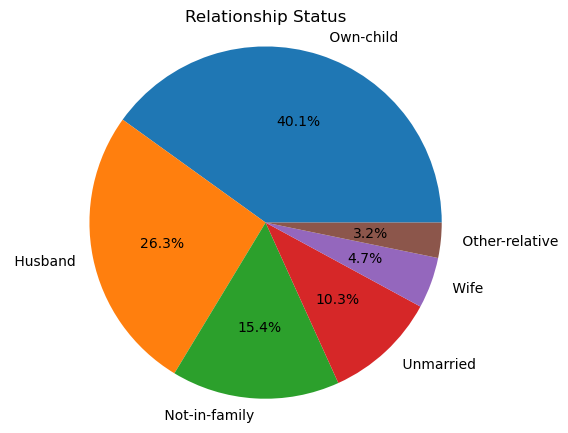 Relationship Status
Own-child
40.1%
26.3%
Husband
15.4%
Not-in-family
10.3%
Unmarried
4.7%
Wife
3.2%
Other-relative